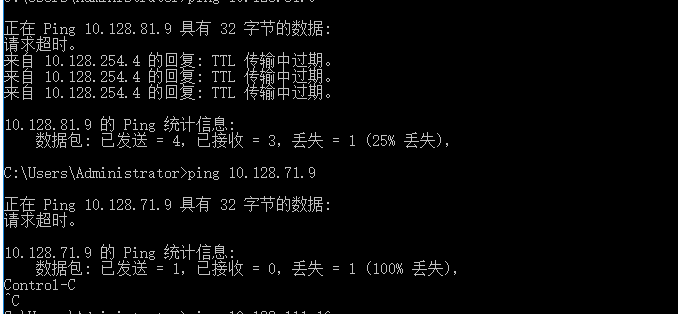 正在 Ping 10.128.81.9 具有 32 字节的数据:
请求超时。
来自 10.128.254.4 的回复: TTL 传输中过期。
来自 10.128.254.4 的回复: TTL 传输中过期。
来自 10.128.254.4 的回复: TTL 传输中过期。
10.128.81.9 的 Ping 统计信息:
数据包: 已发送 = 4, 已接收 = 3, 丢失 = 1 (25% 丢失),
C:\Users\Administrator>ping 10.128.71.9
正在 Ping 10.128.71.9 具有 32 字节的数据:
请求超时。
10.128.71.9 的 Ping 统计信息:
数据包: 已发送 = 1, 已接收 = 0, 丢失 = 1 (100% 丢失),
Control-C
^C